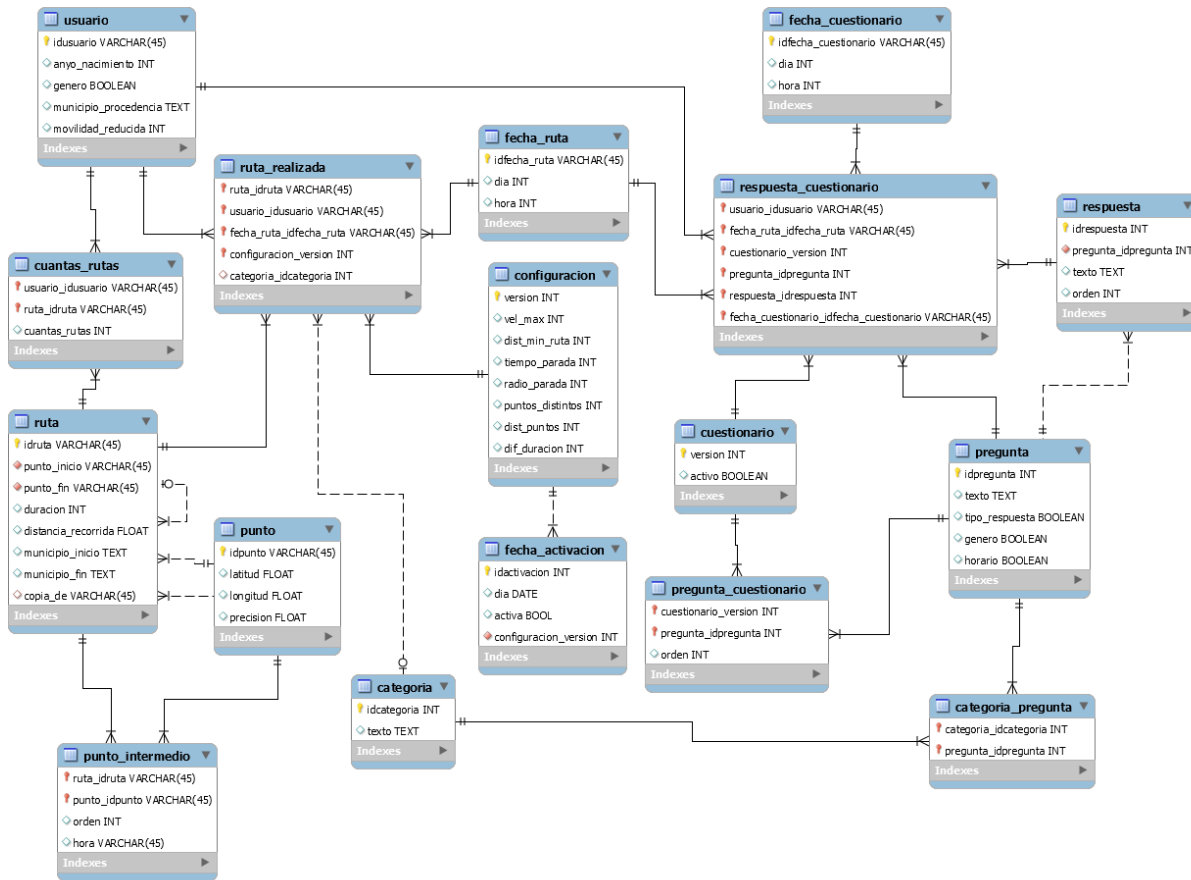 usuario
idusuario VARCHAR(45)
anyo_nacimiento INT
genero BOOLEAN
municipio_procedencia TEXT
movilidad_reducida INT
Indexes
fecha_cuestionario
idfecha_cuestionario VARCHAR(45)
dia INT
hora INT
Indexes
ruta_realizada
ruta_idruta VARCHAR(45)
usuario_idusuario VARCHAR(45)
fecha_ruta_idfecha_ruta VARCHAR(45)
configuracion_version INT
categoria_idcategoria INT
Indexes
fecha_ruta
idfecha_ruta VARCHAR(45)
dia INT
hora INT
Indexes
respuesta_cuestionario
usuario_idusuario VARCHAR(45)
fecha_ruta_idfecha_ruta VARCHAR(45)
cuestionario_version INT
pregunta_idpregunta INT
respuesta_idrespuesta INT
fecha_cuestionario_idfecha_cuestionario VARCHAR(45)
Indexes
respuesta
idrespuesta INT
pregunta_idpregunta INT
texto TEXT
orden INT
Indexes
cuantas_rutas
usuario_idusuario VARCHAR(45)
ruta_idruta VARCHAR(45)
cuantas_rutas INT
Indexes
configuracion
version INT
vel_max INT
dist_min_ruta INT
tiempo_parada INT
radio_parada INT
puntos_distintos INT
dist_puntos INT
dif_duracion INT
Indexes
ruta
idruta VARCHAR(45)
punto_inicio VARCHAR(45)
punto_fin VARCHAR(45)
duracion INT
distancia_recorrida FLOAT
municipio_inicio TEXT
municipio_fin TEXT
copia_de VARCHAR(45)
Indexes
cuestionario
version INT
activo BOOLEAN
Indexes
pregunta
idpregunta INT
texto TEXT
tipo_respuesta BOOLEAN
genero BOOLEAN
horario BOOLEAN
Indexes
punto
idpunto VARCHAR(45)
latitud FLOAT
longitud FLOAT
precision FLOAT
Indexes
fecha_activacion
idactivacion INT
dia DATE
activa BOOL
configuracion_version INT
Indexes
pregunta_cuestionario
cuestionario_version INT
pregunta_idpregunta INT
orden INT
Indexes
categoria
idcategoria INT
texto TEXT
Indexes
categoria_pregunta
categoria_idcategoria INT
pregunta_idpregunta INT
Indexes
punto_intermedio
ruta_idruta VARCHAR(45)
punto_idpunto VARCHAR(45)
orden INT
hora VARCHAR(45)
Indexes